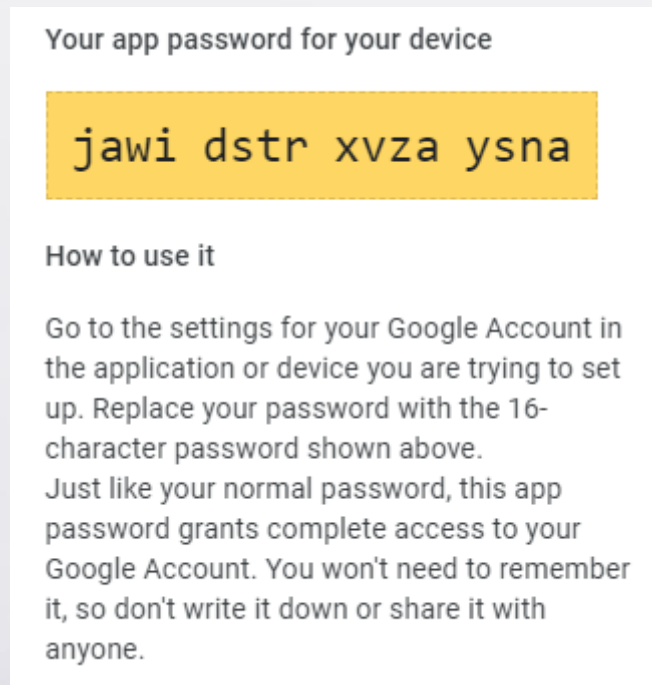 Your app password for your device
jawi dstr xvza ysna
How to use it
Go to the settings for your Google Account in
the application or device you are trying to set
up. Replace your password with the 16-
character password shown above.
Just like your normal password, this app
password grants complete access to your
Google Account. You won't need to remember
it, so don't write it down or share it with
anyone.